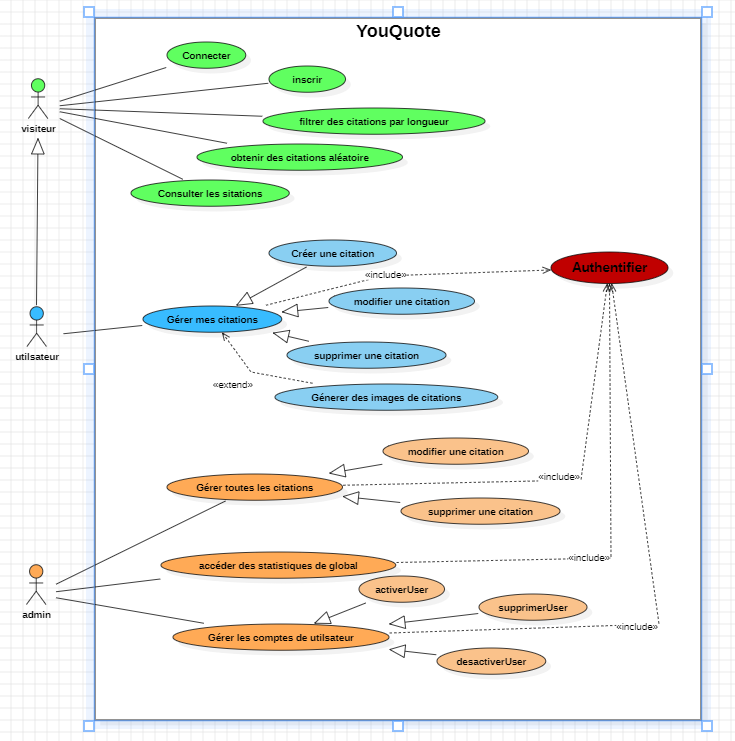 YouQuote
Connecter
inscrir
filtrer des citations par longueur
visiteur
obtenir des citations aléatoire
Consulter les sitations
Créer une citation
Authentifier
«include»
modifier une citation
Gérer mes citations
utilsateur
supprimer une citation
«extend»
Génerer des images de citations
modifier une citation
«include»
Gérer toutes les citations
supprimer une citation
«include»
accéder des statistiques de global
activerUser
supprimerUser
admin
«include»
Gérer les comptes de utilsateur
desactiverUser